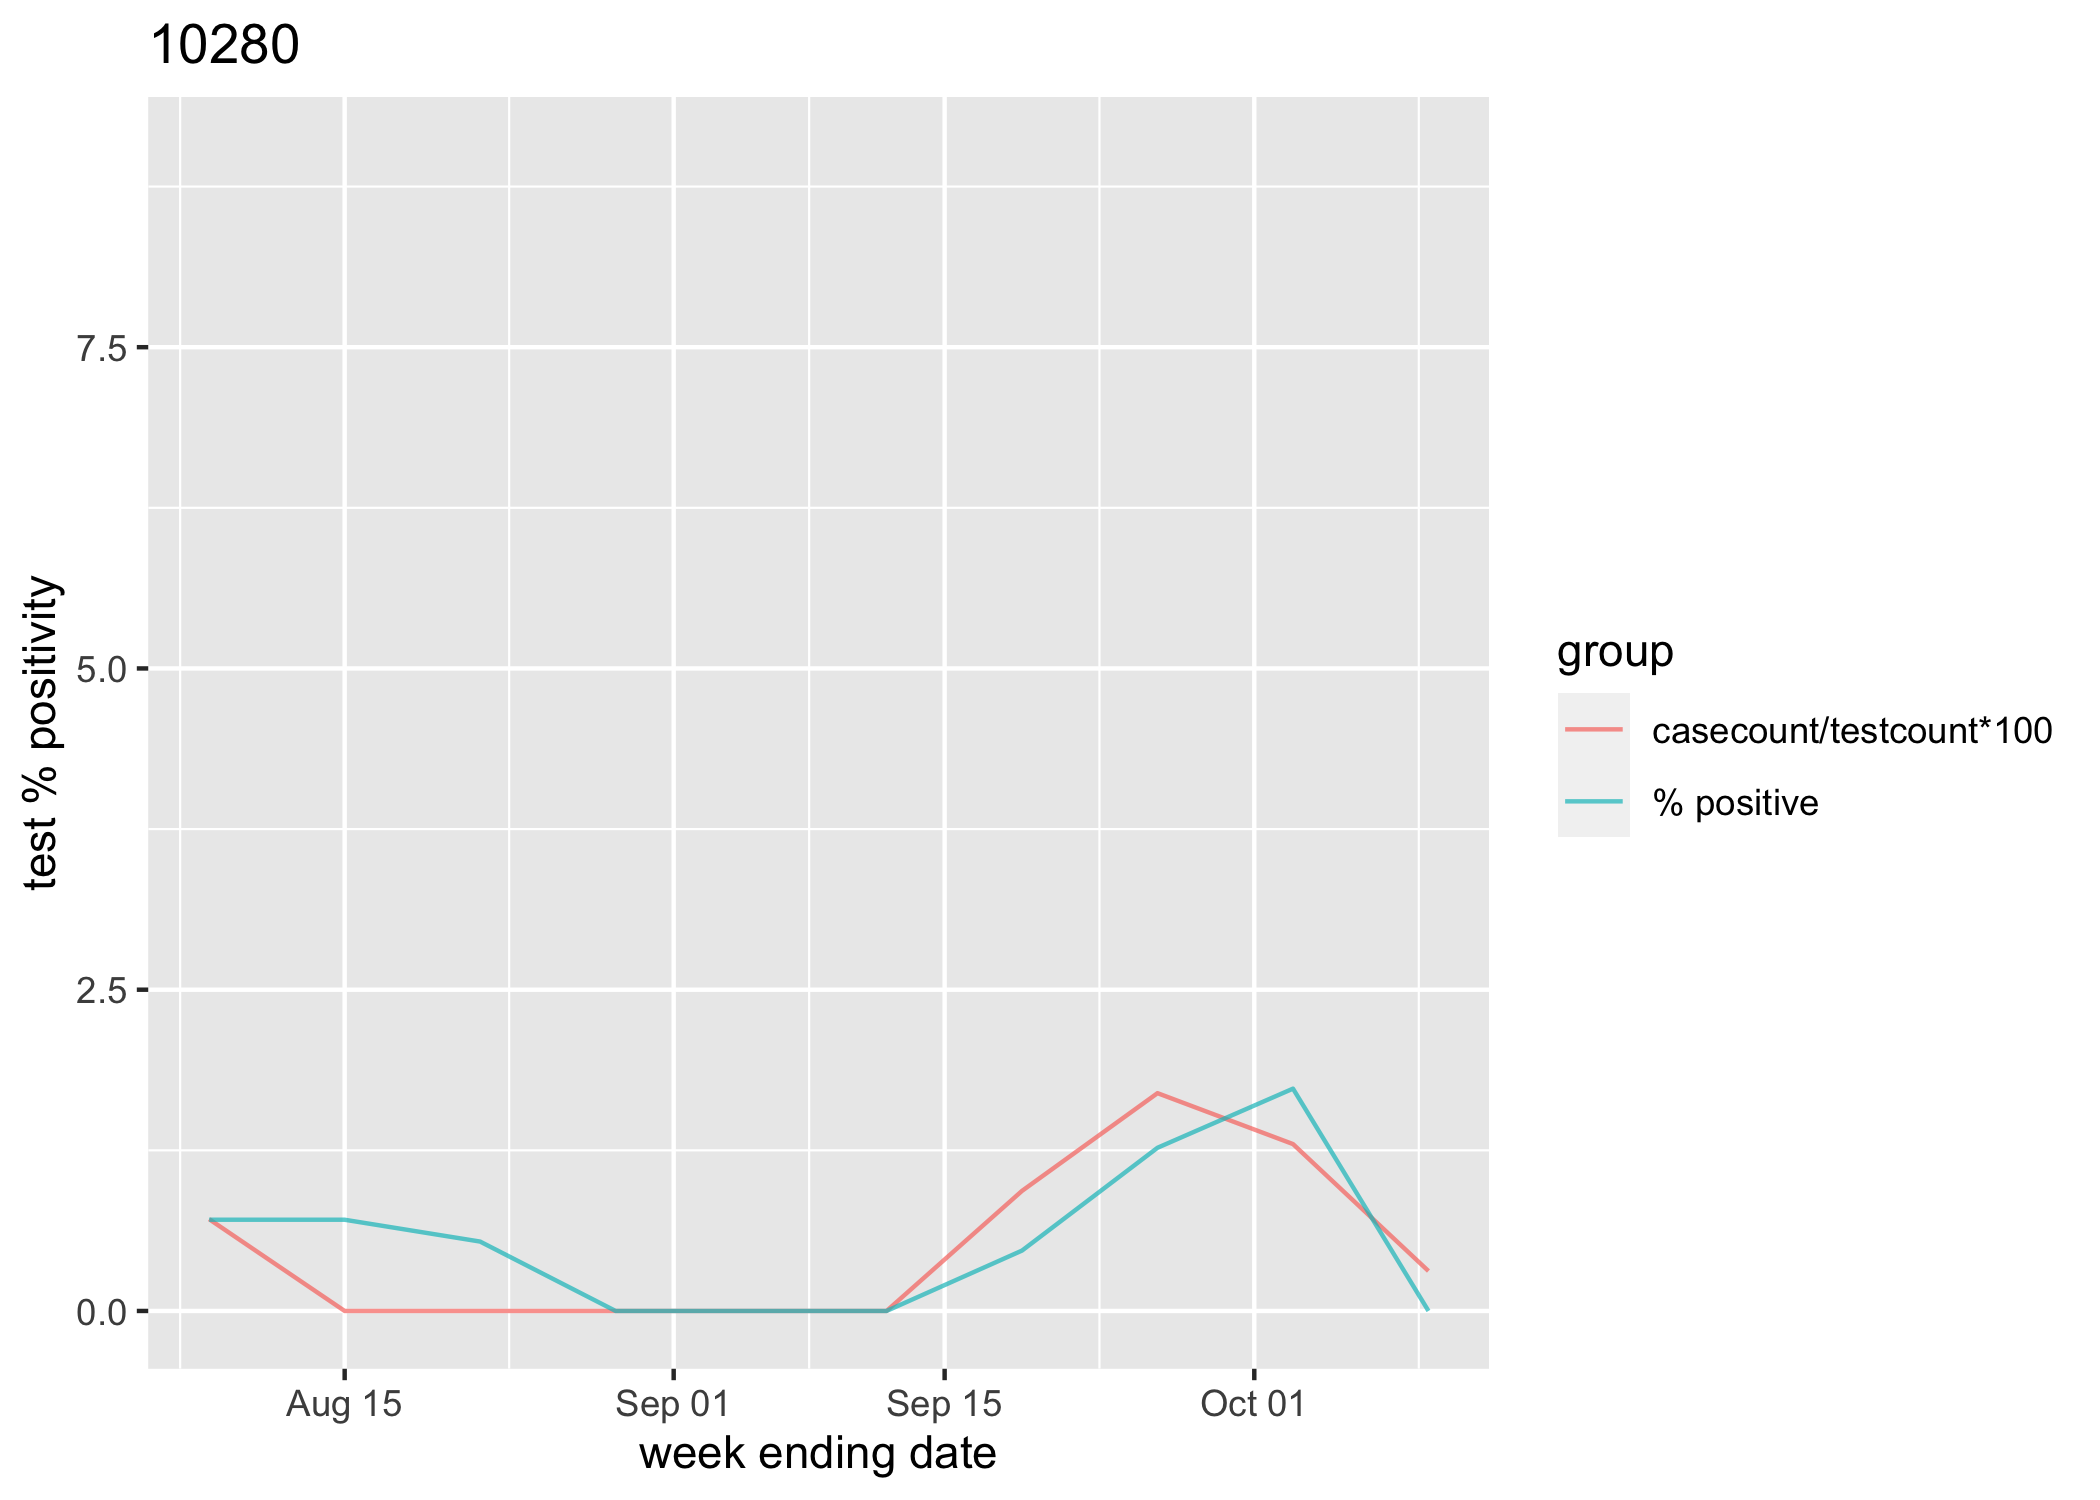 10280
test % positivity
7.5
5.0
2.5
0.0
Aug 15
Sep 01
Sep 15
Oct 01
week ending date
group
casecount/testcount*100
% positive